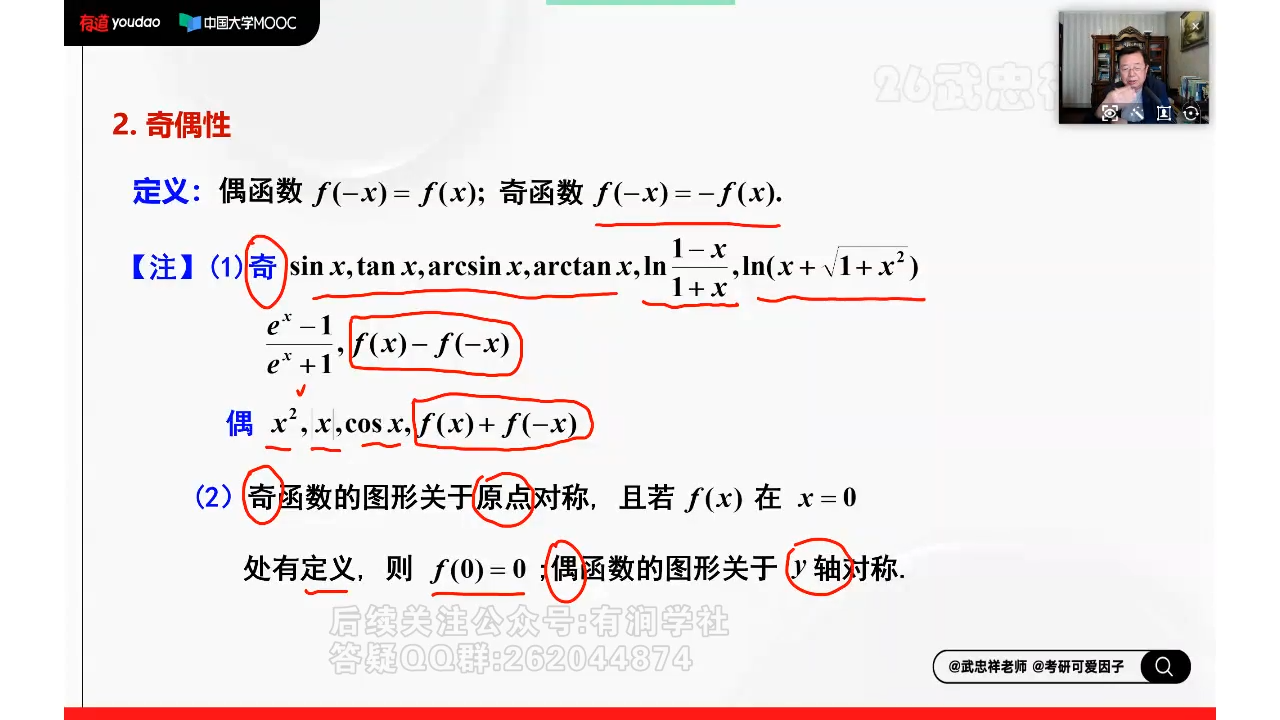 有道 youdao 中国大学MOOC
26武忠祥
2. 奇偶性
定义：偶函数 f(−x) = f(x); 奇函数 f(−x) = −f(x).
【注】(1) 奇 sin x, tan x, arcsin x, arctan x, ln (1−x)/(1+x), ln(x + √(1+x²))
(eˣ−1)/(eˣ+1), f(x) − f(−x)
偶 x², |x|, cos x, f(x) + f(−x)
(2) 奇函数的图形关于原点对称，且若 f(x) 在 x = 0
处有定义，则 f(0) = 0 ;偶函数的图形关于 y 轴对称.
后续关注公众号:有润学社
答疑QQ群:262044874
@武忠祥老师 @考研可爱因子